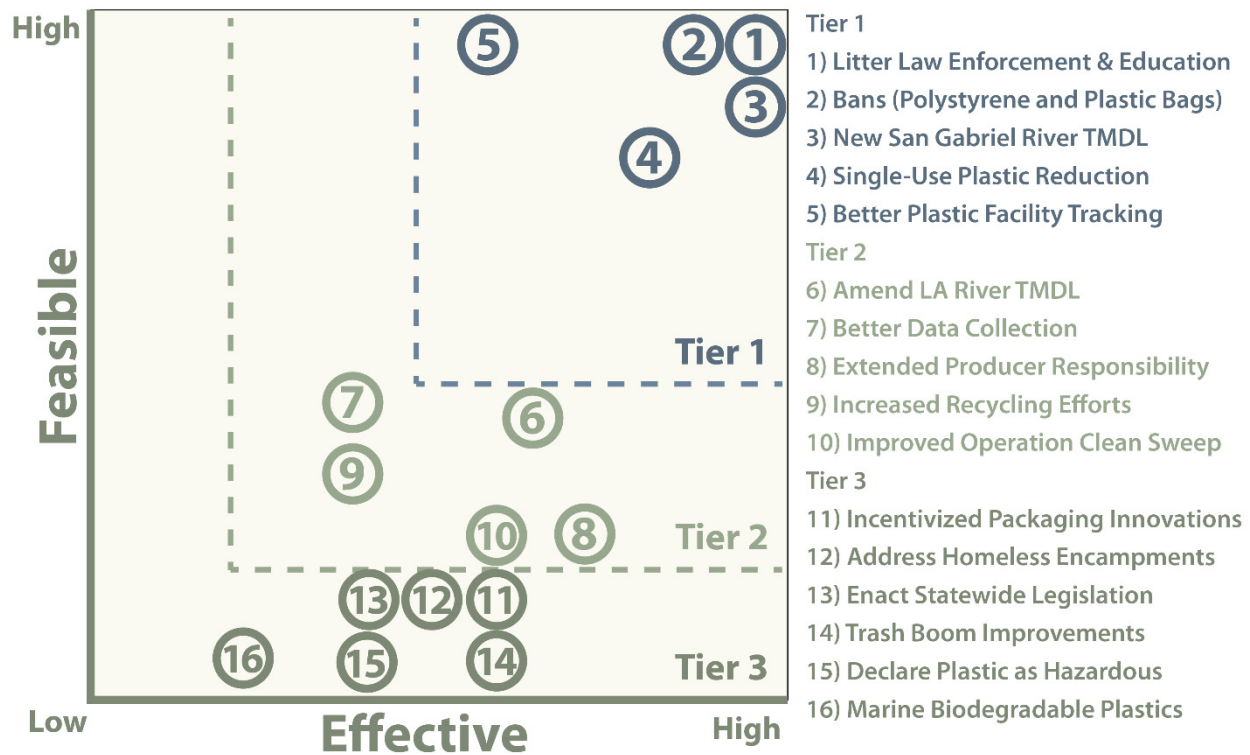 High
Feasible
Low
Effective
High
5
2
1
3
4
Tier 1
7
6
9
10
8
Tier 2
13
12
11
16
15
14
Tier 3
Tier 1
1) Litter Law Enforcement & Education
2) Bans (Polystyrene and Plastic Bags)
3) New San Gabriel River TMDL
4) Single-Use Plastic Reduction
5) Better Plastic Facility Tracking
Tier 2
6) Amend LA River TMDL
7) Better Data Collection
8) Extended Producer Responsibility
9) Increased Recycling Efforts
10) Improved Operation Clean Sweep
Tier 3
11) Incentivized Packaging Innovations
12) Address Homeless Encampments
13) Enact Statewide Legislation
14) Trash Boom Improvements
15) Declare Plastic as Hazardous
16) Marine Biodegradable Plastics